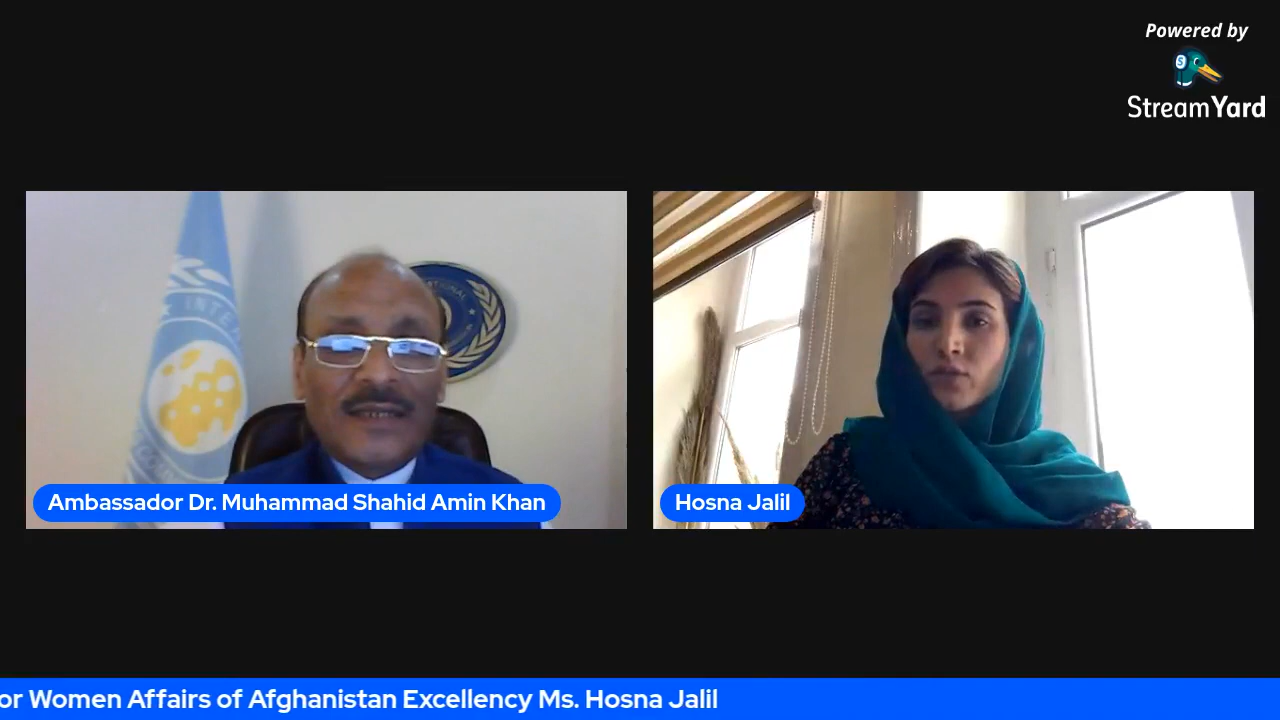 Powered by
StreamYard
Ambassador Dr. Muhammad Shahid Amin Khan
Hosna Jalil
or Women Affairs of Afghanistan Excellency Ms. Hosna Jalil